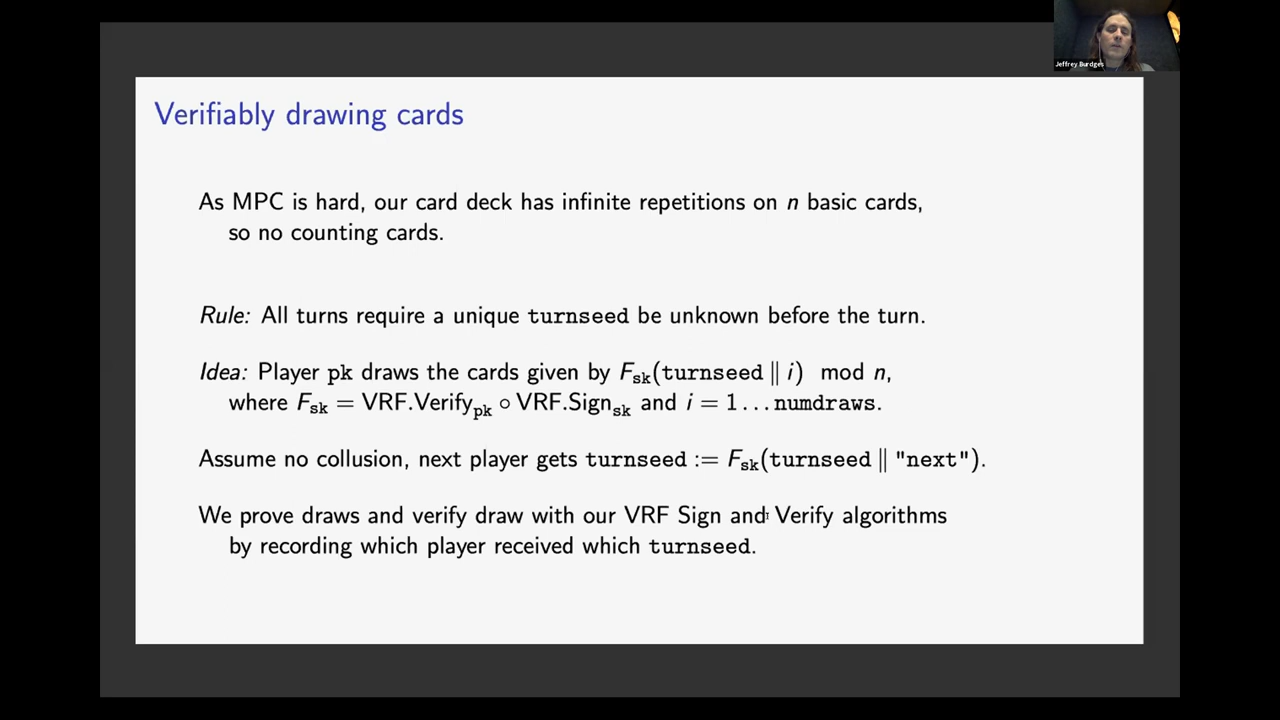 Jeffrey Burdges
Verifiably drawing cards
As MPC is hard, our card deck has infinite repetitions on n basic cards,
so no counting cards.
Rule: All turns require a unique turnseed be unknown before the turn.
Idea: Player pk draws the cards given by F_sk(turnseed ∥ i) mod n,
where F_sk = VRF.Verify_pk ∘ VRF.Sign_sk and i = 1...numdraws.
Assume no collusion, next player gets turnseed := F_sk(turnseed ∥ "next").
We prove draws and verify draw with our VRF Sign and Verify algorithms
by recording which player received which turnseed.